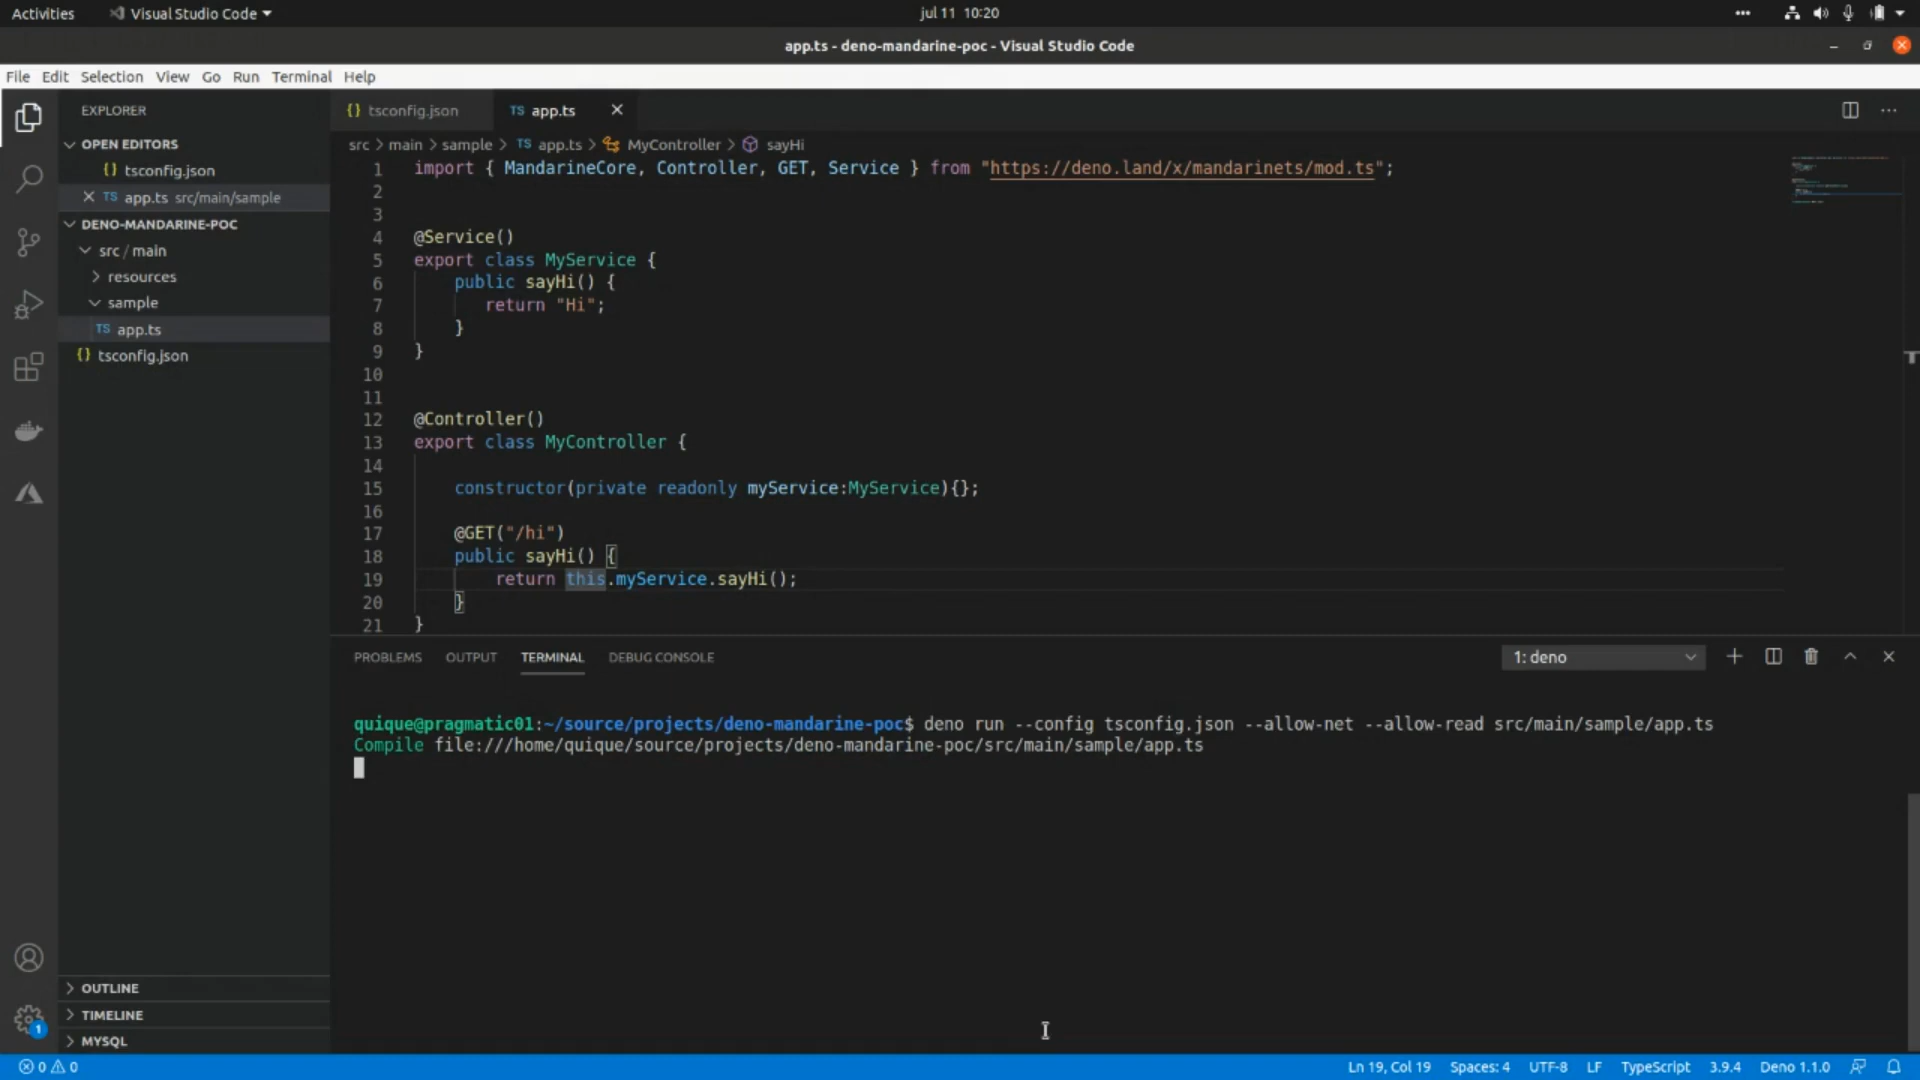 Activities Visual Studio Code jul 11 10:20
app.ts - deno-mandarine-poc - Visual Studio Code
File Edit Selection View Go Run Terminal Help
EXPLORER
OPEN EDITORS
{} tsconfig.json
TS app.ts src/main/sample
DENO-MANDARINE-POC
src / main
resources
sample
TS app.ts
{} tsconfig.json
OUTLINE
TIMELINE
MYSQL
{} tsconfig.json TS app.ts
src > main > sample > TS app.ts > MyController > sayHi
1 import { MandarineCore, Controller, GET, Service } from "https://deno.land/x/mandarinets/mod.ts";
2
3
4 @Service()
5 export class MyService {
6 public sayHi() {
7 return "Hi";
8 }
9 }
10
11
12 @Controller()
13 export class MyController {
14
15 constructor(private readonly myService:MyService){};
16
17 @GET("/hi")
18 public sayHi() {
19 return this.myService.sayHi();
20 }
21 }
PROBLEMS OUTPUT TERMINAL DEBUG CONSOLE 1: deno
quique@pragmatic01:~/source/projects/deno-mandarine-poc$ deno run --config tsconfig.json --allow-net --allow-read src/main/sample/app.ts
Compile file:///home/quique/source/projects/deno-mandarine-poc/src/main/sample/app.ts
1
0 0 Ln 19, Col 19 Spaces: 4 UTF-8 LF TypeScript 3.9.4 Deno 1.1.0